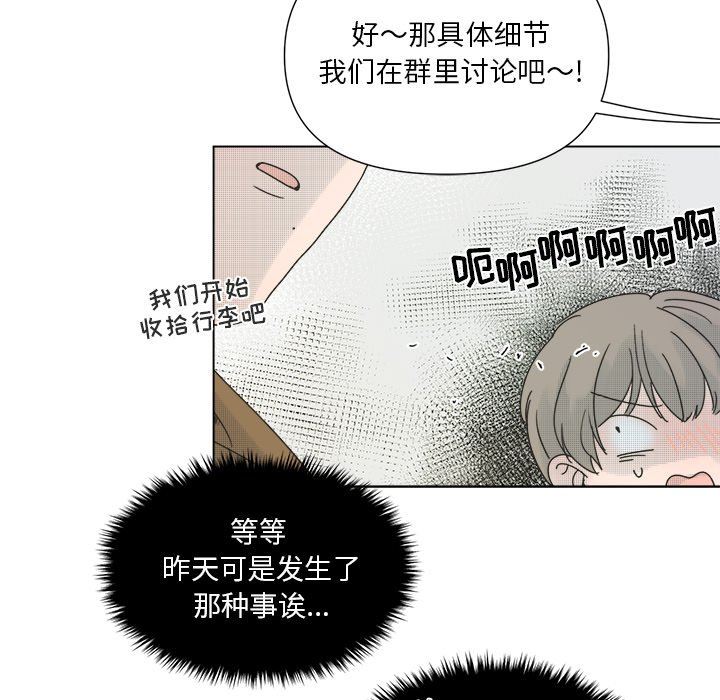 好～那具体细节
我们在群里讨论吧～!
呃啊啊啊啊啊
我们开始
收拾行李吧
等等
昨天可是发生了
那种事诶...